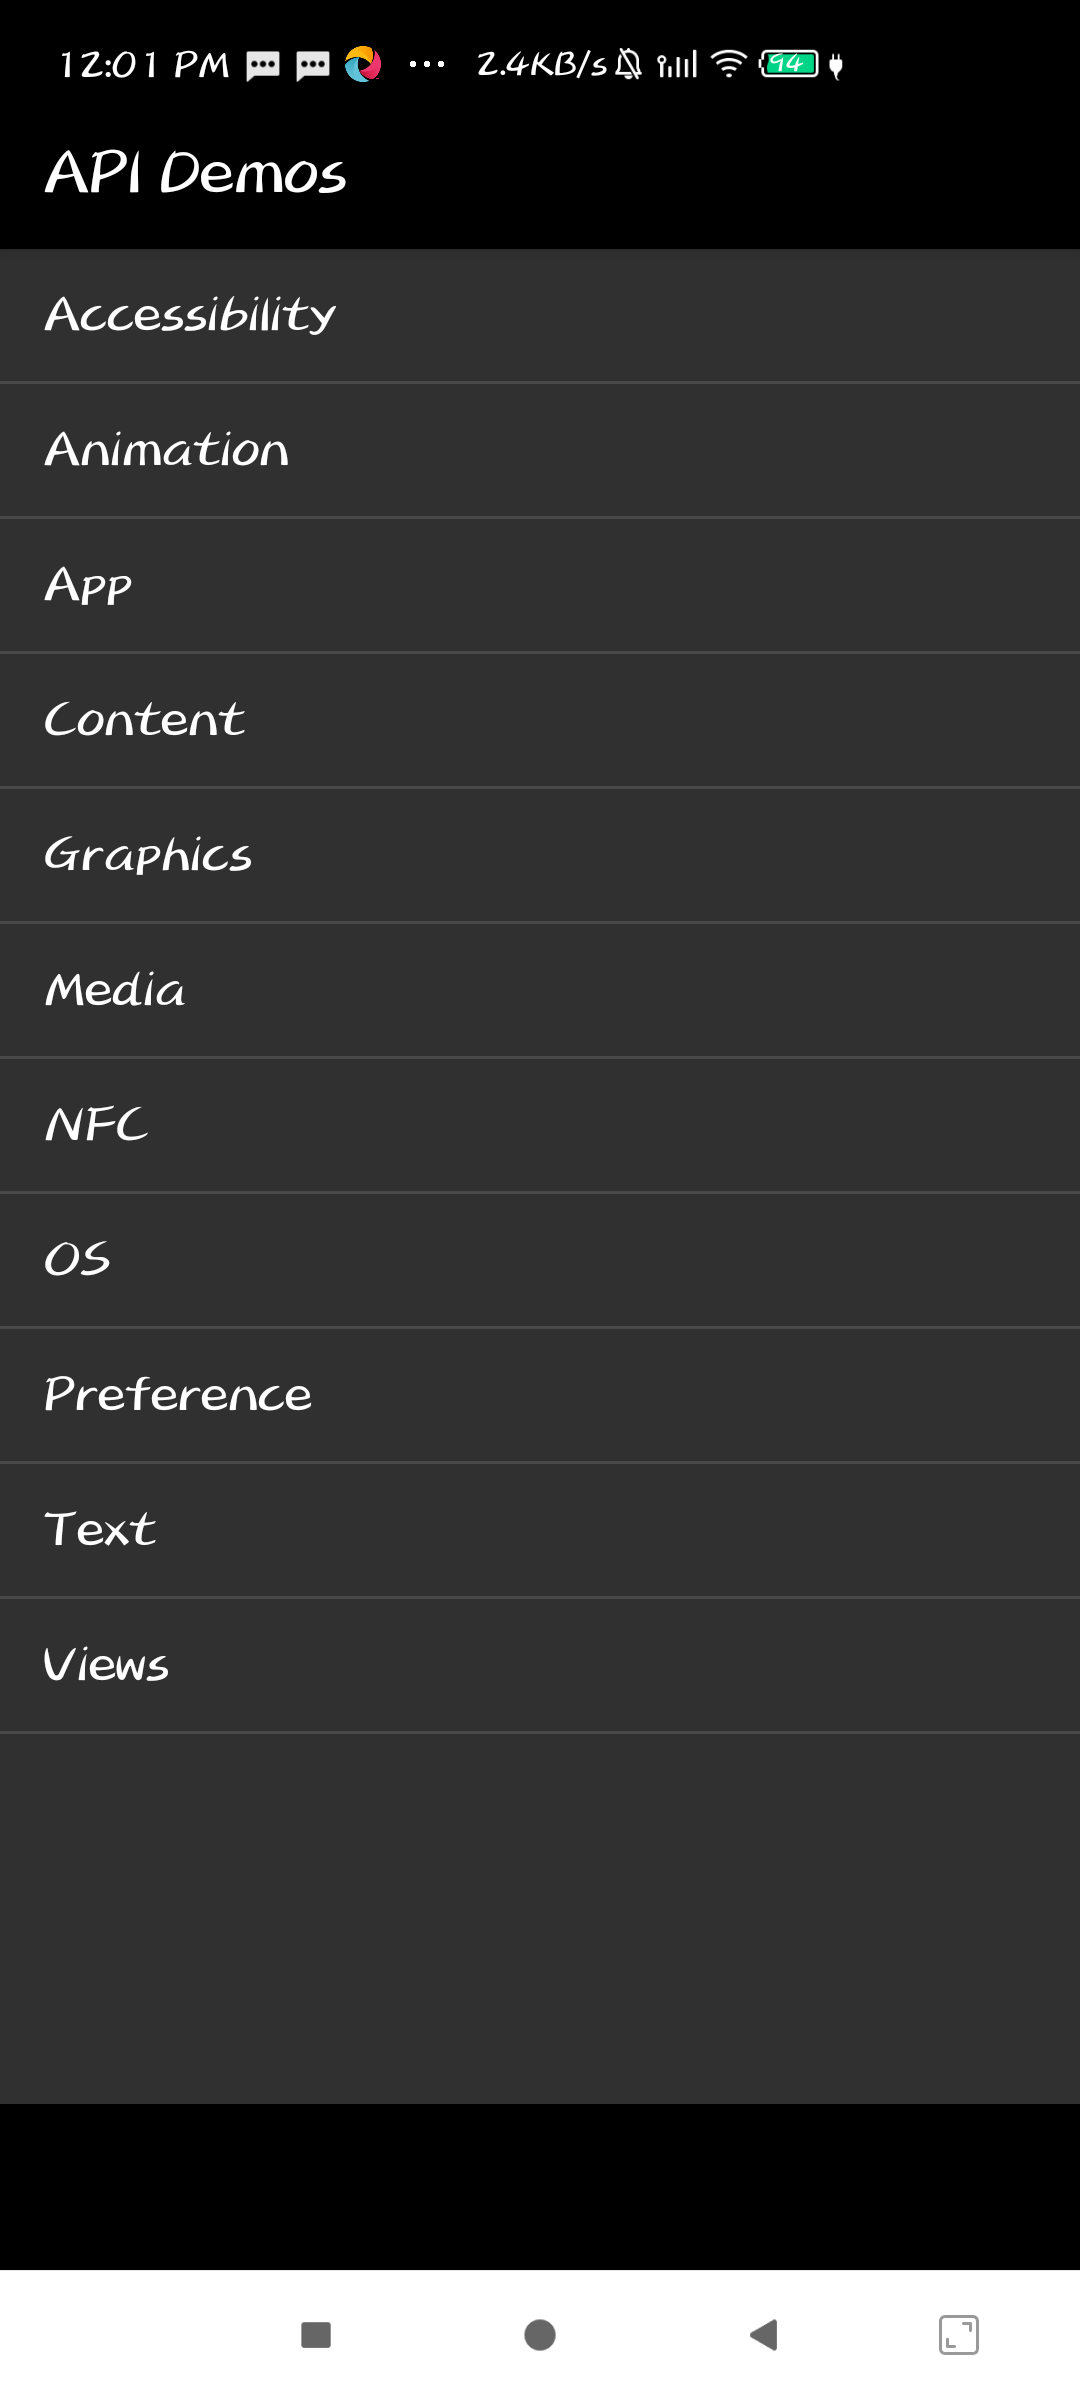 12:01 PM ... 2.4KB/s 94
API Demos
Accessibility
Animation
App
Content
Graphics
Media
NFC
OS
Preference
Text
Views